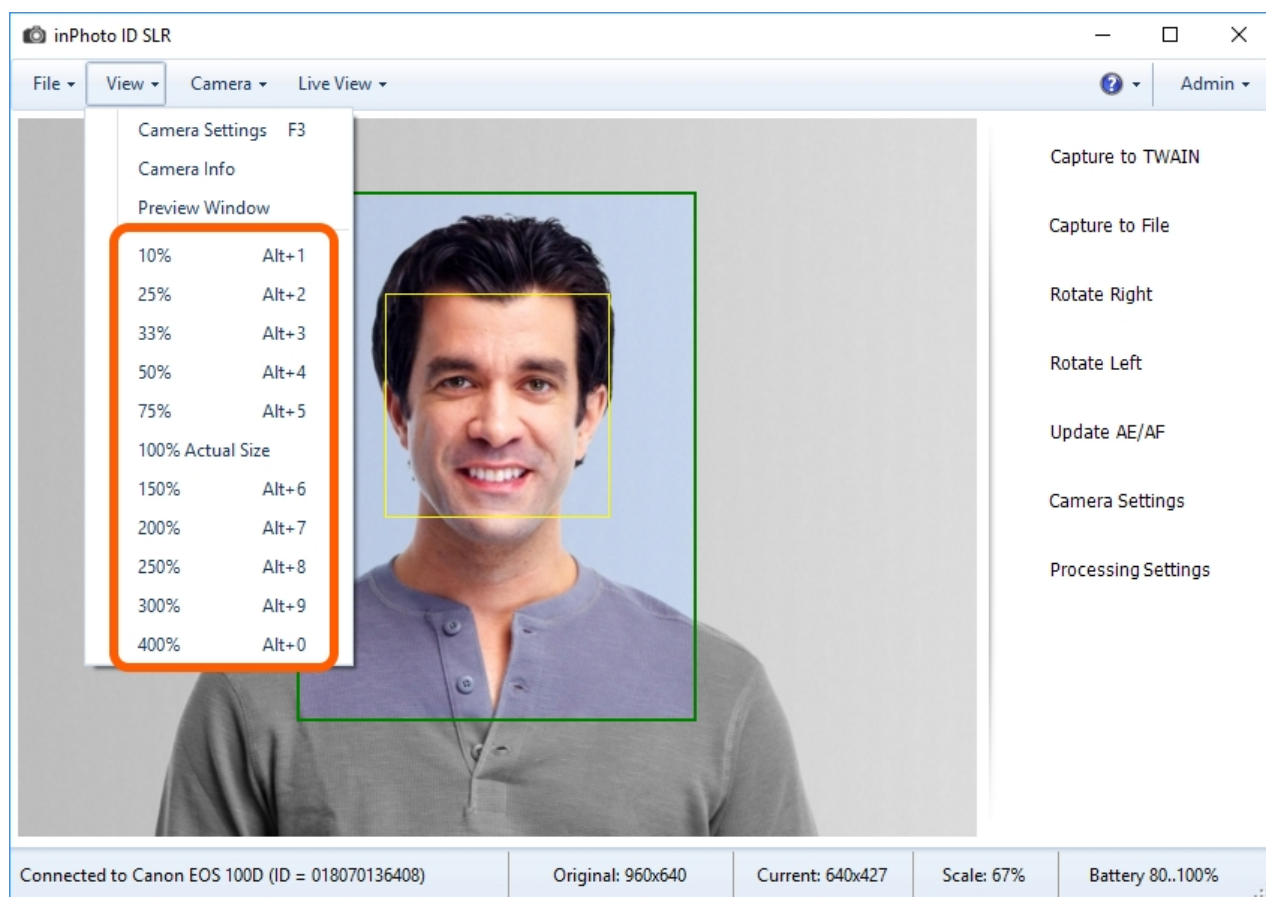 inPhoto ID SLR
File View Camera Live View Admin
Camera Settings F3
Camera Info
Preview Window
10% Alt+1
25% Alt+2
33% Alt+3
50% Alt+4
75% Alt+5
100% Actual Size
150% Alt+6
200% Alt+7
250% Alt+8
300% Alt+9
400% Alt+0
Capture to TWAIN
Capture to File
Rotate Right
Rotate Left
Update AE/AF
Camera Settings
Processing Settings
Connected to Canon EOS 100D (ID = 018070136408) Original: 960x640 Current: 640x427 Scale: 67% Battery 80..100%